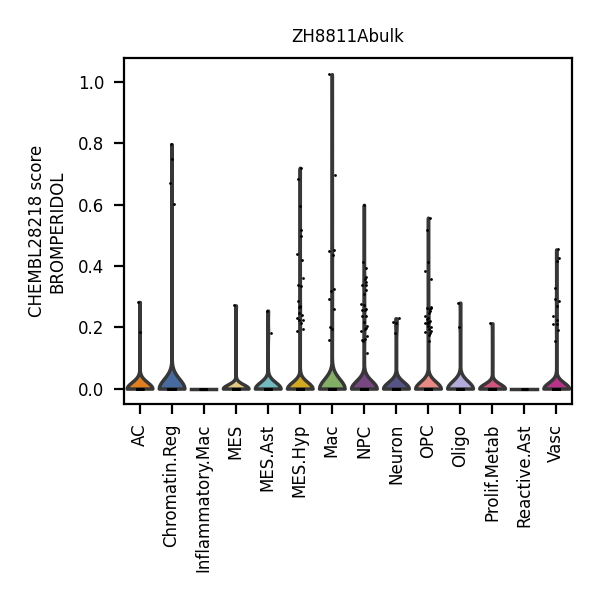 ZH8811Abulk
CHEMBL28218 score
BROMPERIDOL
1.0
0.8
0.6
0.4
0.2
0.0
AC
Chromatin.Reg
Inflammatory.Mac
MES
MES.Ast
MES.Hyp
Mac
NPC
Neuron
OPC
Oligo
Prolif.Metab
Reactive.Ast
Vasc